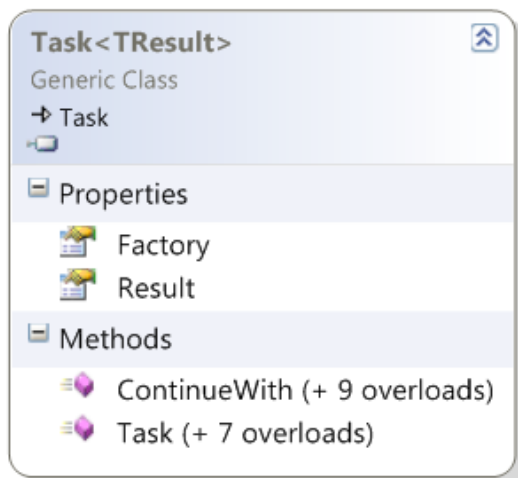 Task<TResult>
Generic Class
Task
Properties
Factory
Result
Methods
ContinueWith (+ 9 overloads)
Task (+ 7 overloads)